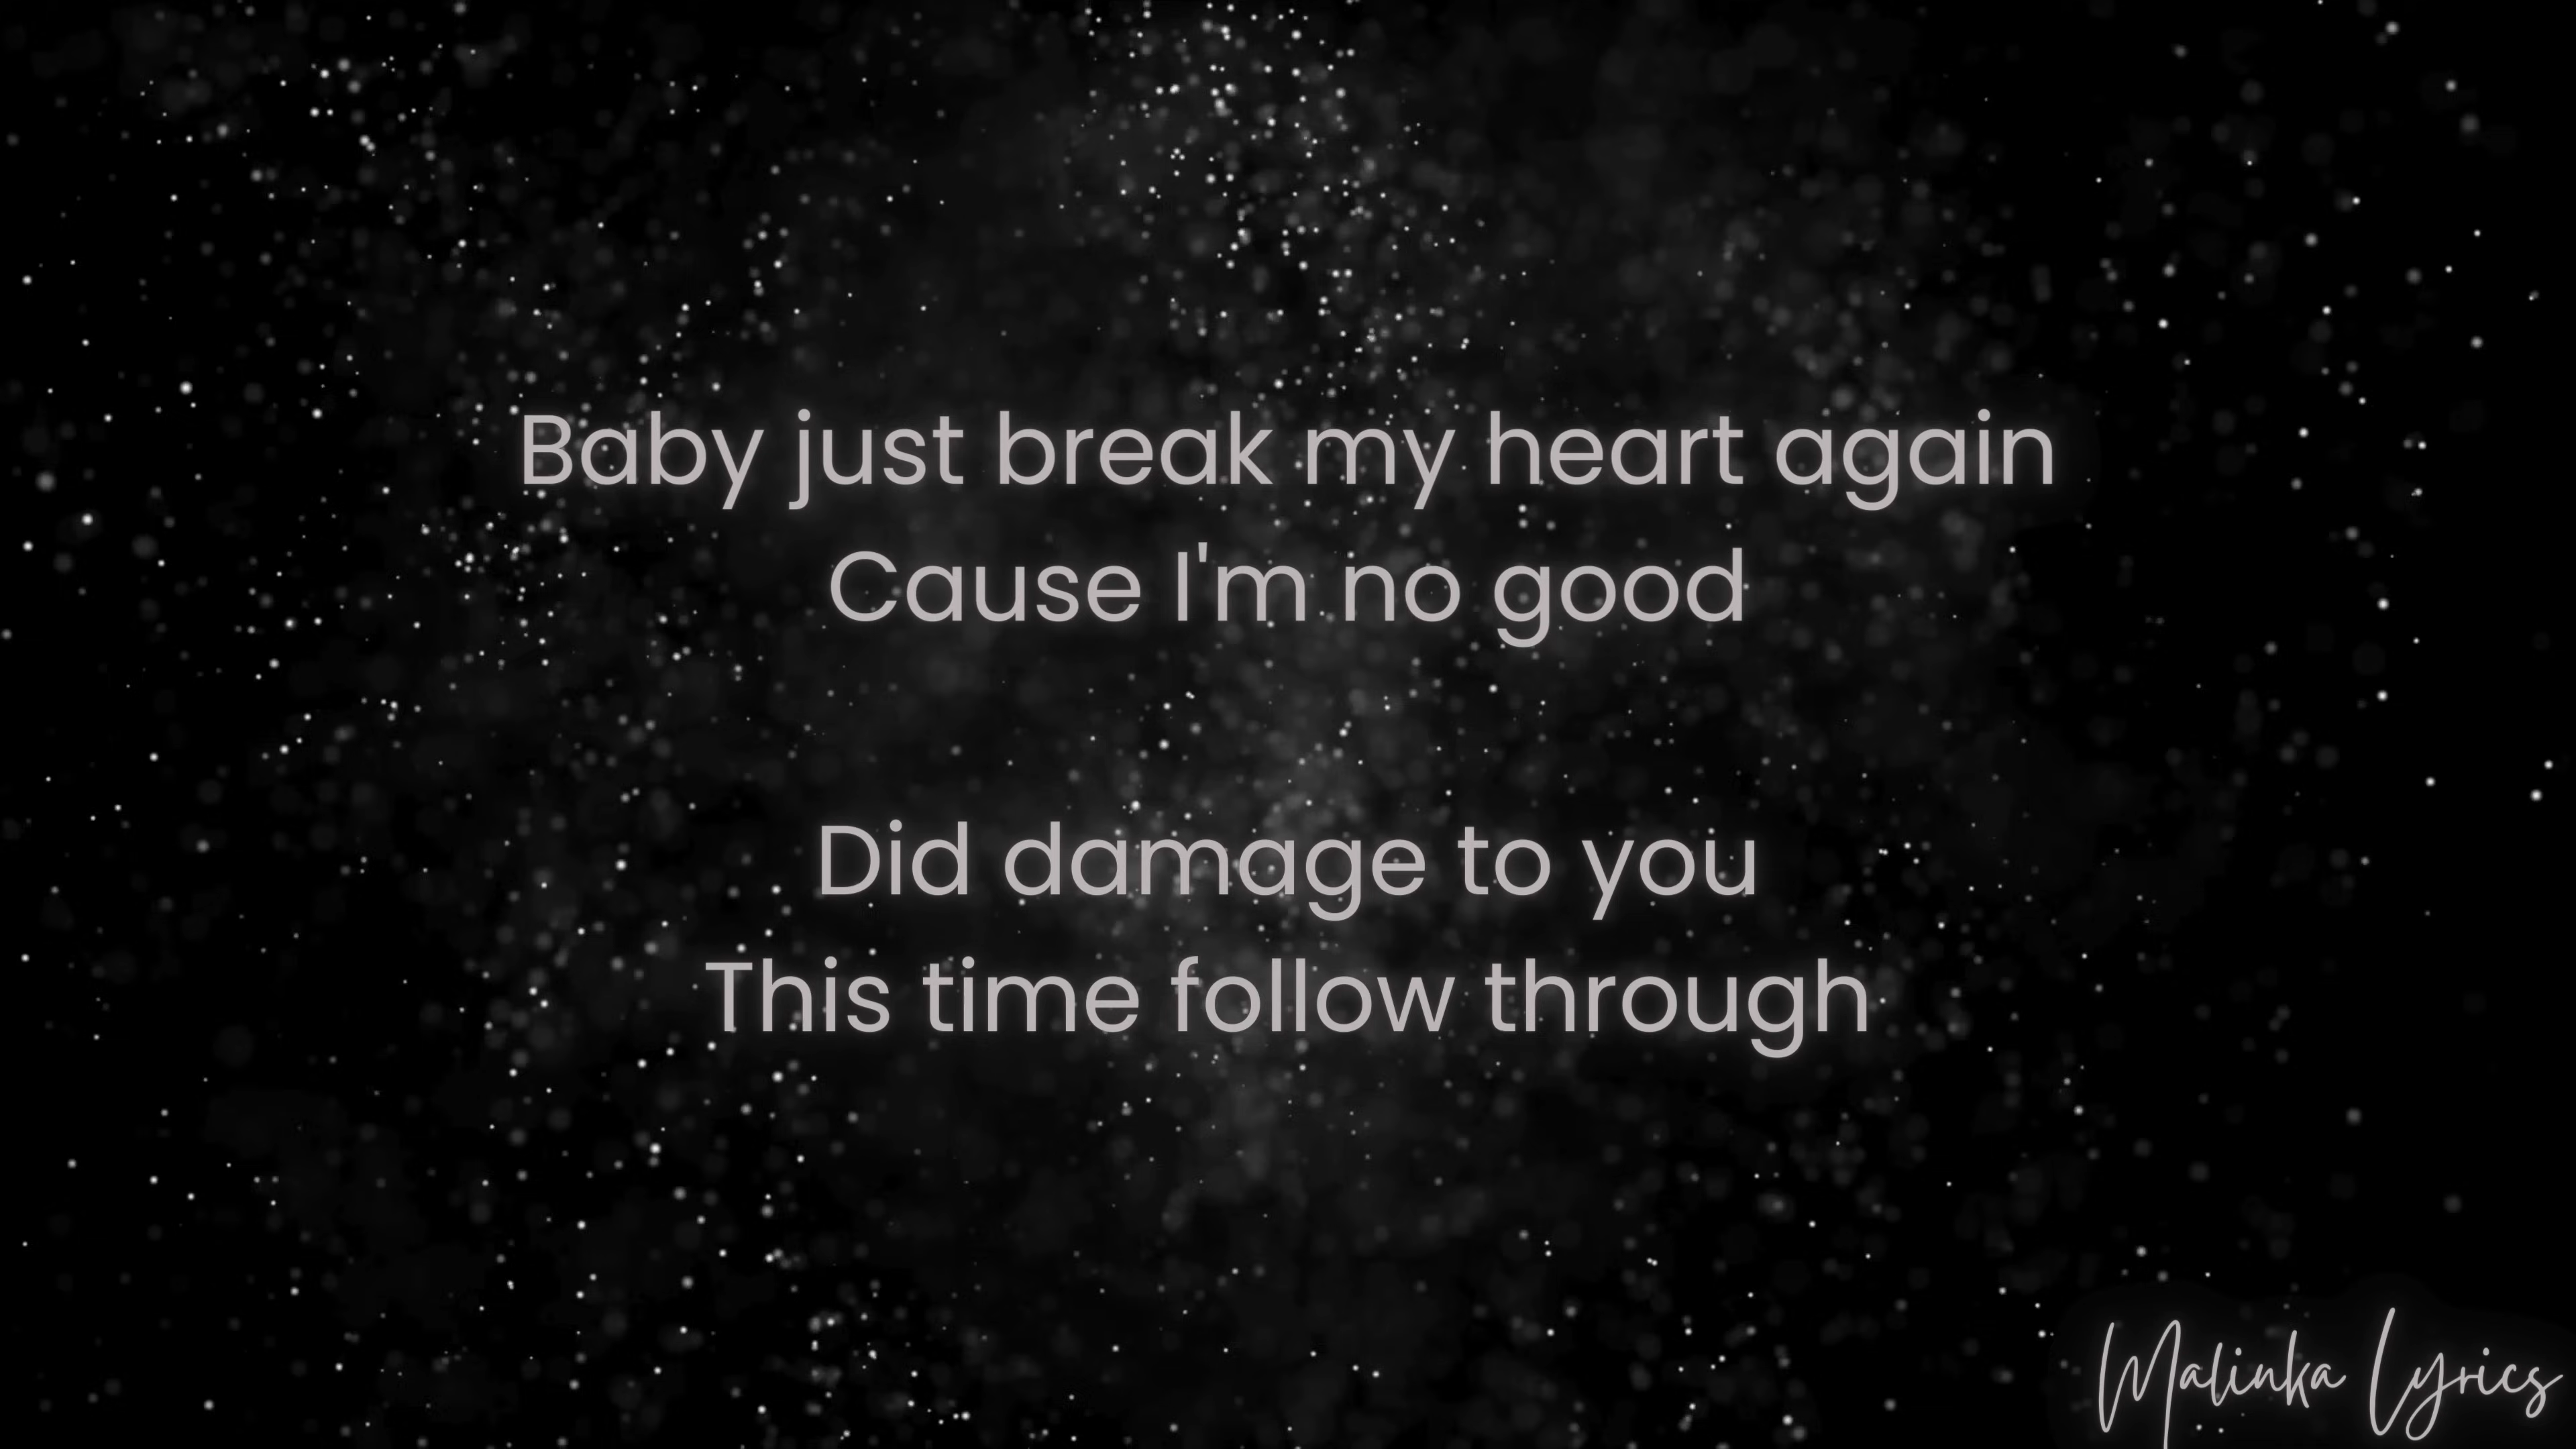 Baby just break my heart again
Cause I'm no good
Did damage to you
This time follow through
Malinka Lyrics